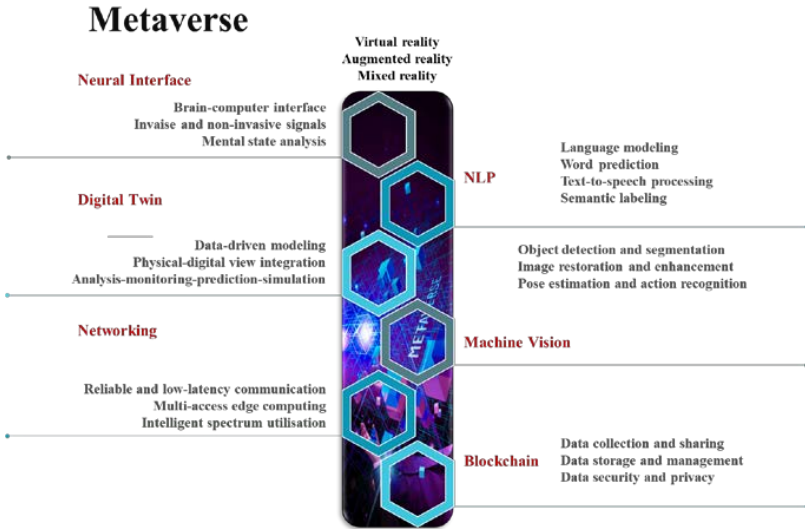 Metaverse
Virtual reality
Augmented reality
Mixed reality
Neural Interface
Brain-computer interface
Invaise and non-invasive signals
Mental state analysis
NLP
Language modeling
Word prediction
Text-to-speech processing
Semantic labeling
Digital Twin
Data-driven modeling
Physical-digital view integration
Analysis-monitoring-prediction-simulation
Object detection and segmentation
Image restoration and enhancement
Pose estimation and action recognition
Machine Vision
Networking
Reliable and low-latency communication
Multi-access edge computing
Intelligent spectrum utilisation
Blockchain
Data collection and sharing
Data storage and management
Data security and privacy
META